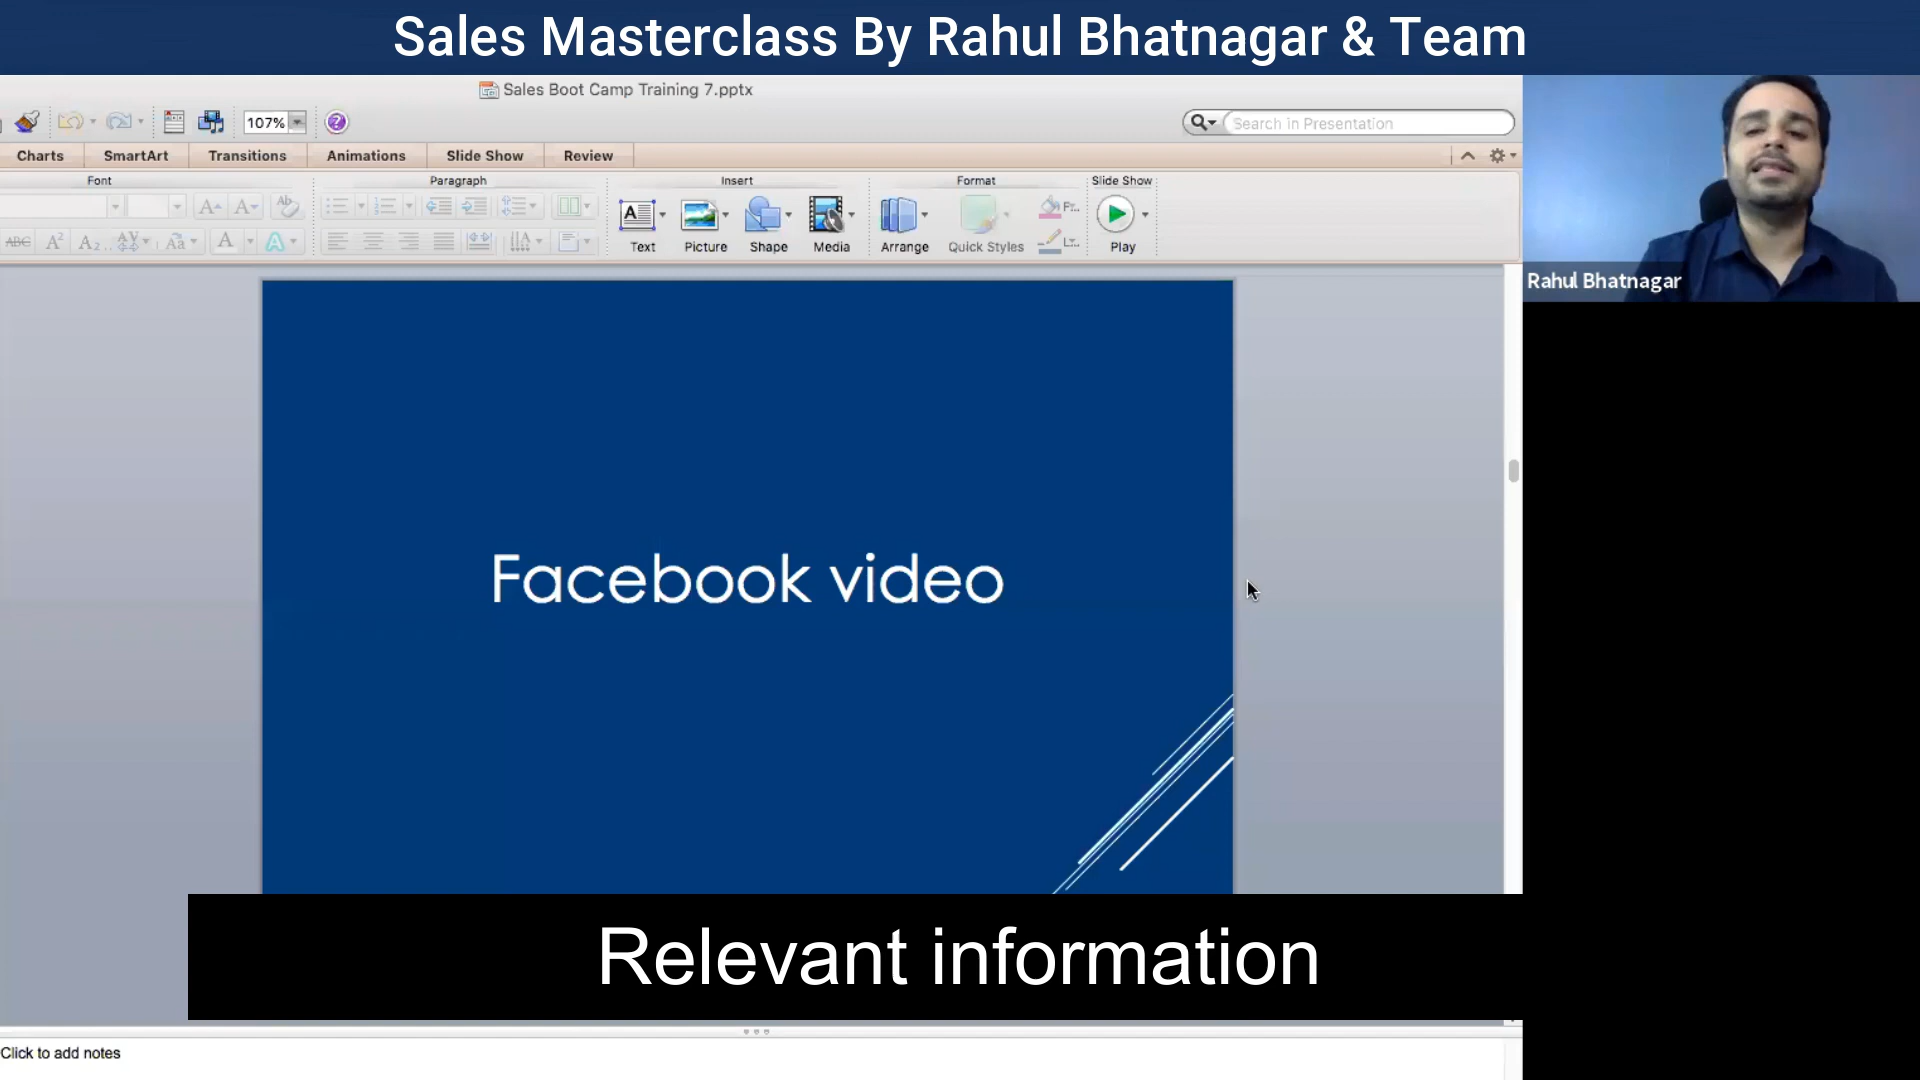 Sales Masterclass By Rahul Bhatnagar & Team
Sales Boot Camp Training 7.pptx
107%
Search in Presentation
Charts SmartArt Transitions Animations Slide Show Review
Font Paragraph Insert Format Slide Show
Text Picture Shape Media Arrange Quick Styles Play
Rahul Bhatnagar
Facebook video
Relevant information
Click to add notes